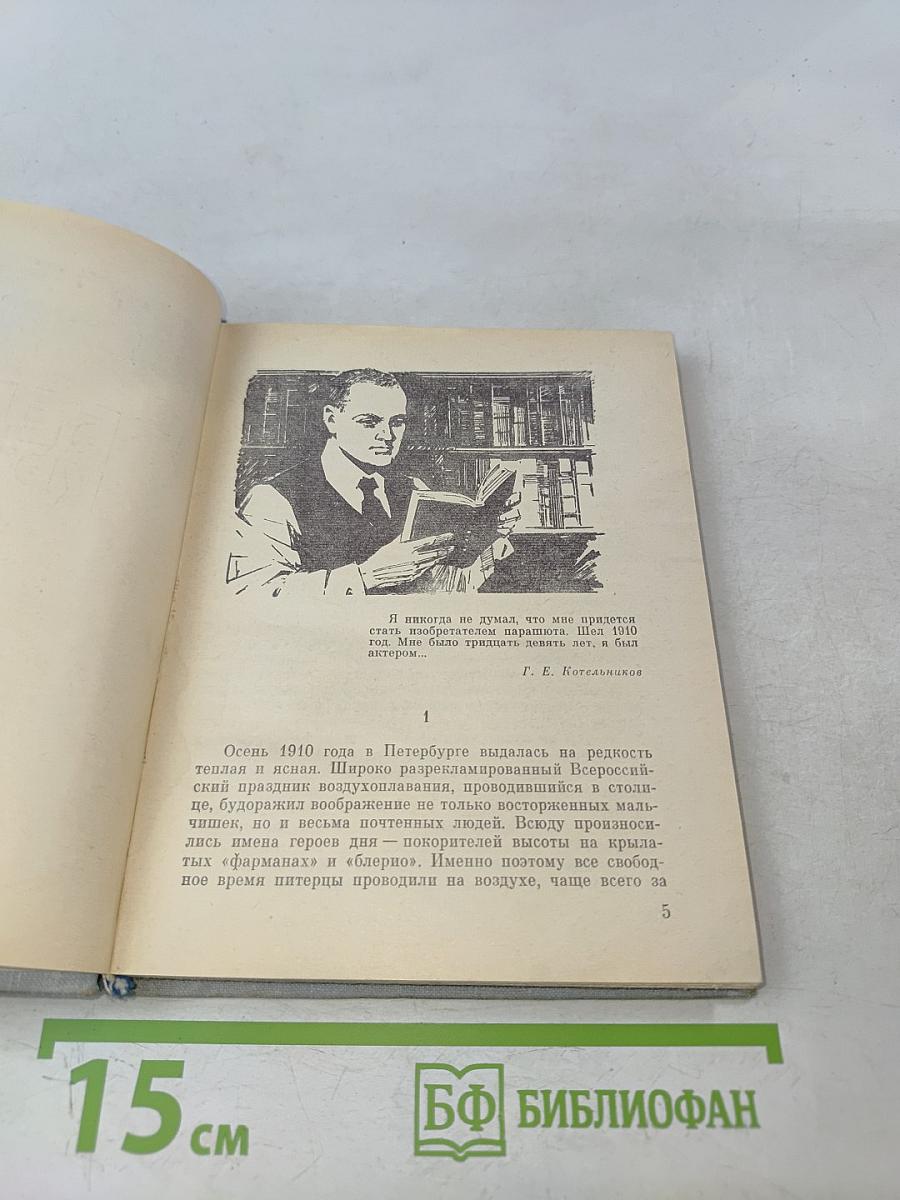 Я никогда не думал, что мне придется
стать изобретателем парашюта. Шел 1910
год. Мне было тридцать девять лет, я был
актером...
Г. Е. Котельников
1
Осень 1910 года в Петербурге выдалась на редкость
теплая и ясная. Широко разрекламированный Всероссий-
ский праздник воздухоплавания, проводившийся в столи-
це, будоражил воображение не только восторженных маль-
чишек, но и весьма почтенных людей. Всюду произноси-
лись имена героев дня — покорителей высоты на крыла-
тых «фарманах» и «блерио». Именно поэтому все свобод-
ное время питерцы проводили на воздухе, чаще всего за
5
15 см
БФ БИБЛИОФАН